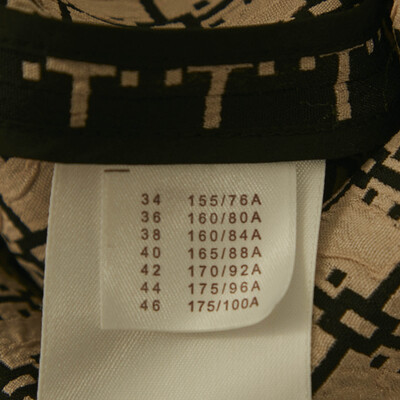 T T T
34 155/76A
36 160/80A
38 160/84A
40 165/88A
42 170/92A
44 175/96A
46 175/100A